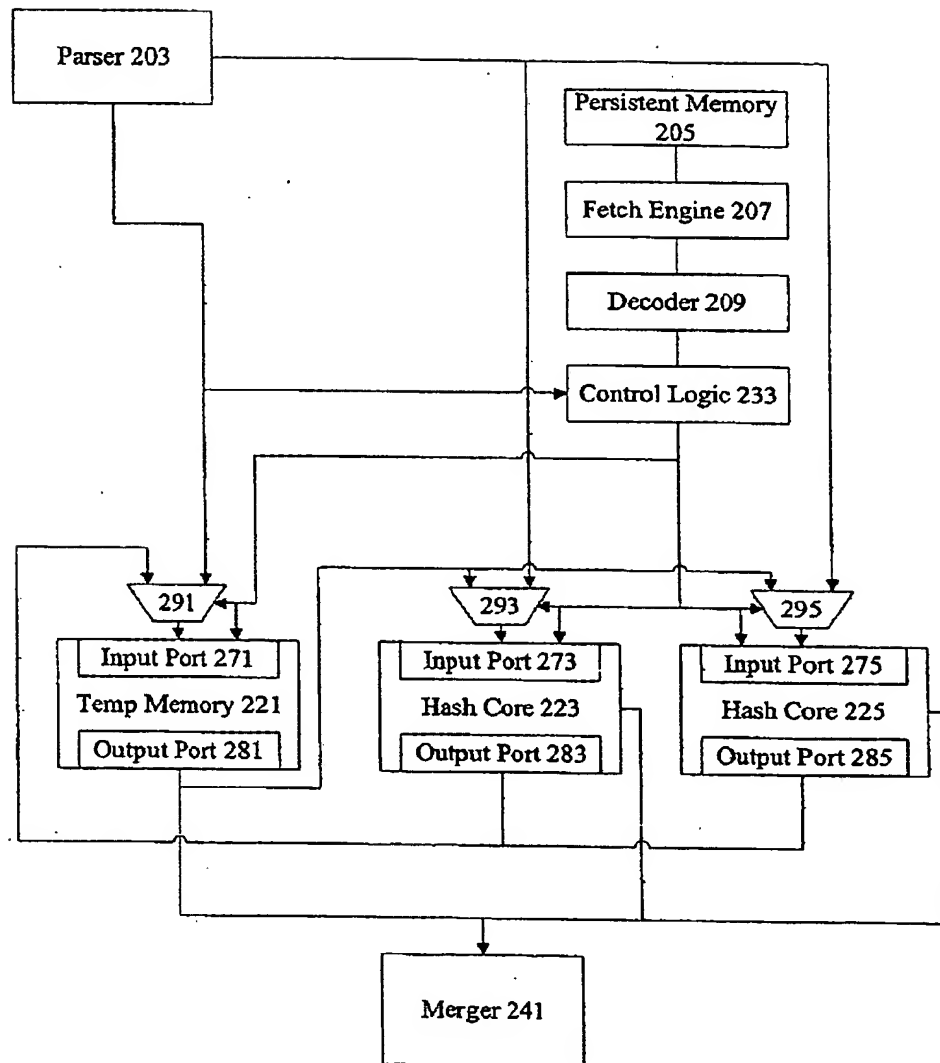 Parser 203
Persistent Memory
205
Fetch Engine 207
Decoder 209
Control Logic 233
291
293
295
Input Port 271
Temp Memory 221
Output Port 281
Input Port 273
Hash Core 223
Output Port 283
Input Port 275
Hash Core 225
Output Port 285
Merger 241